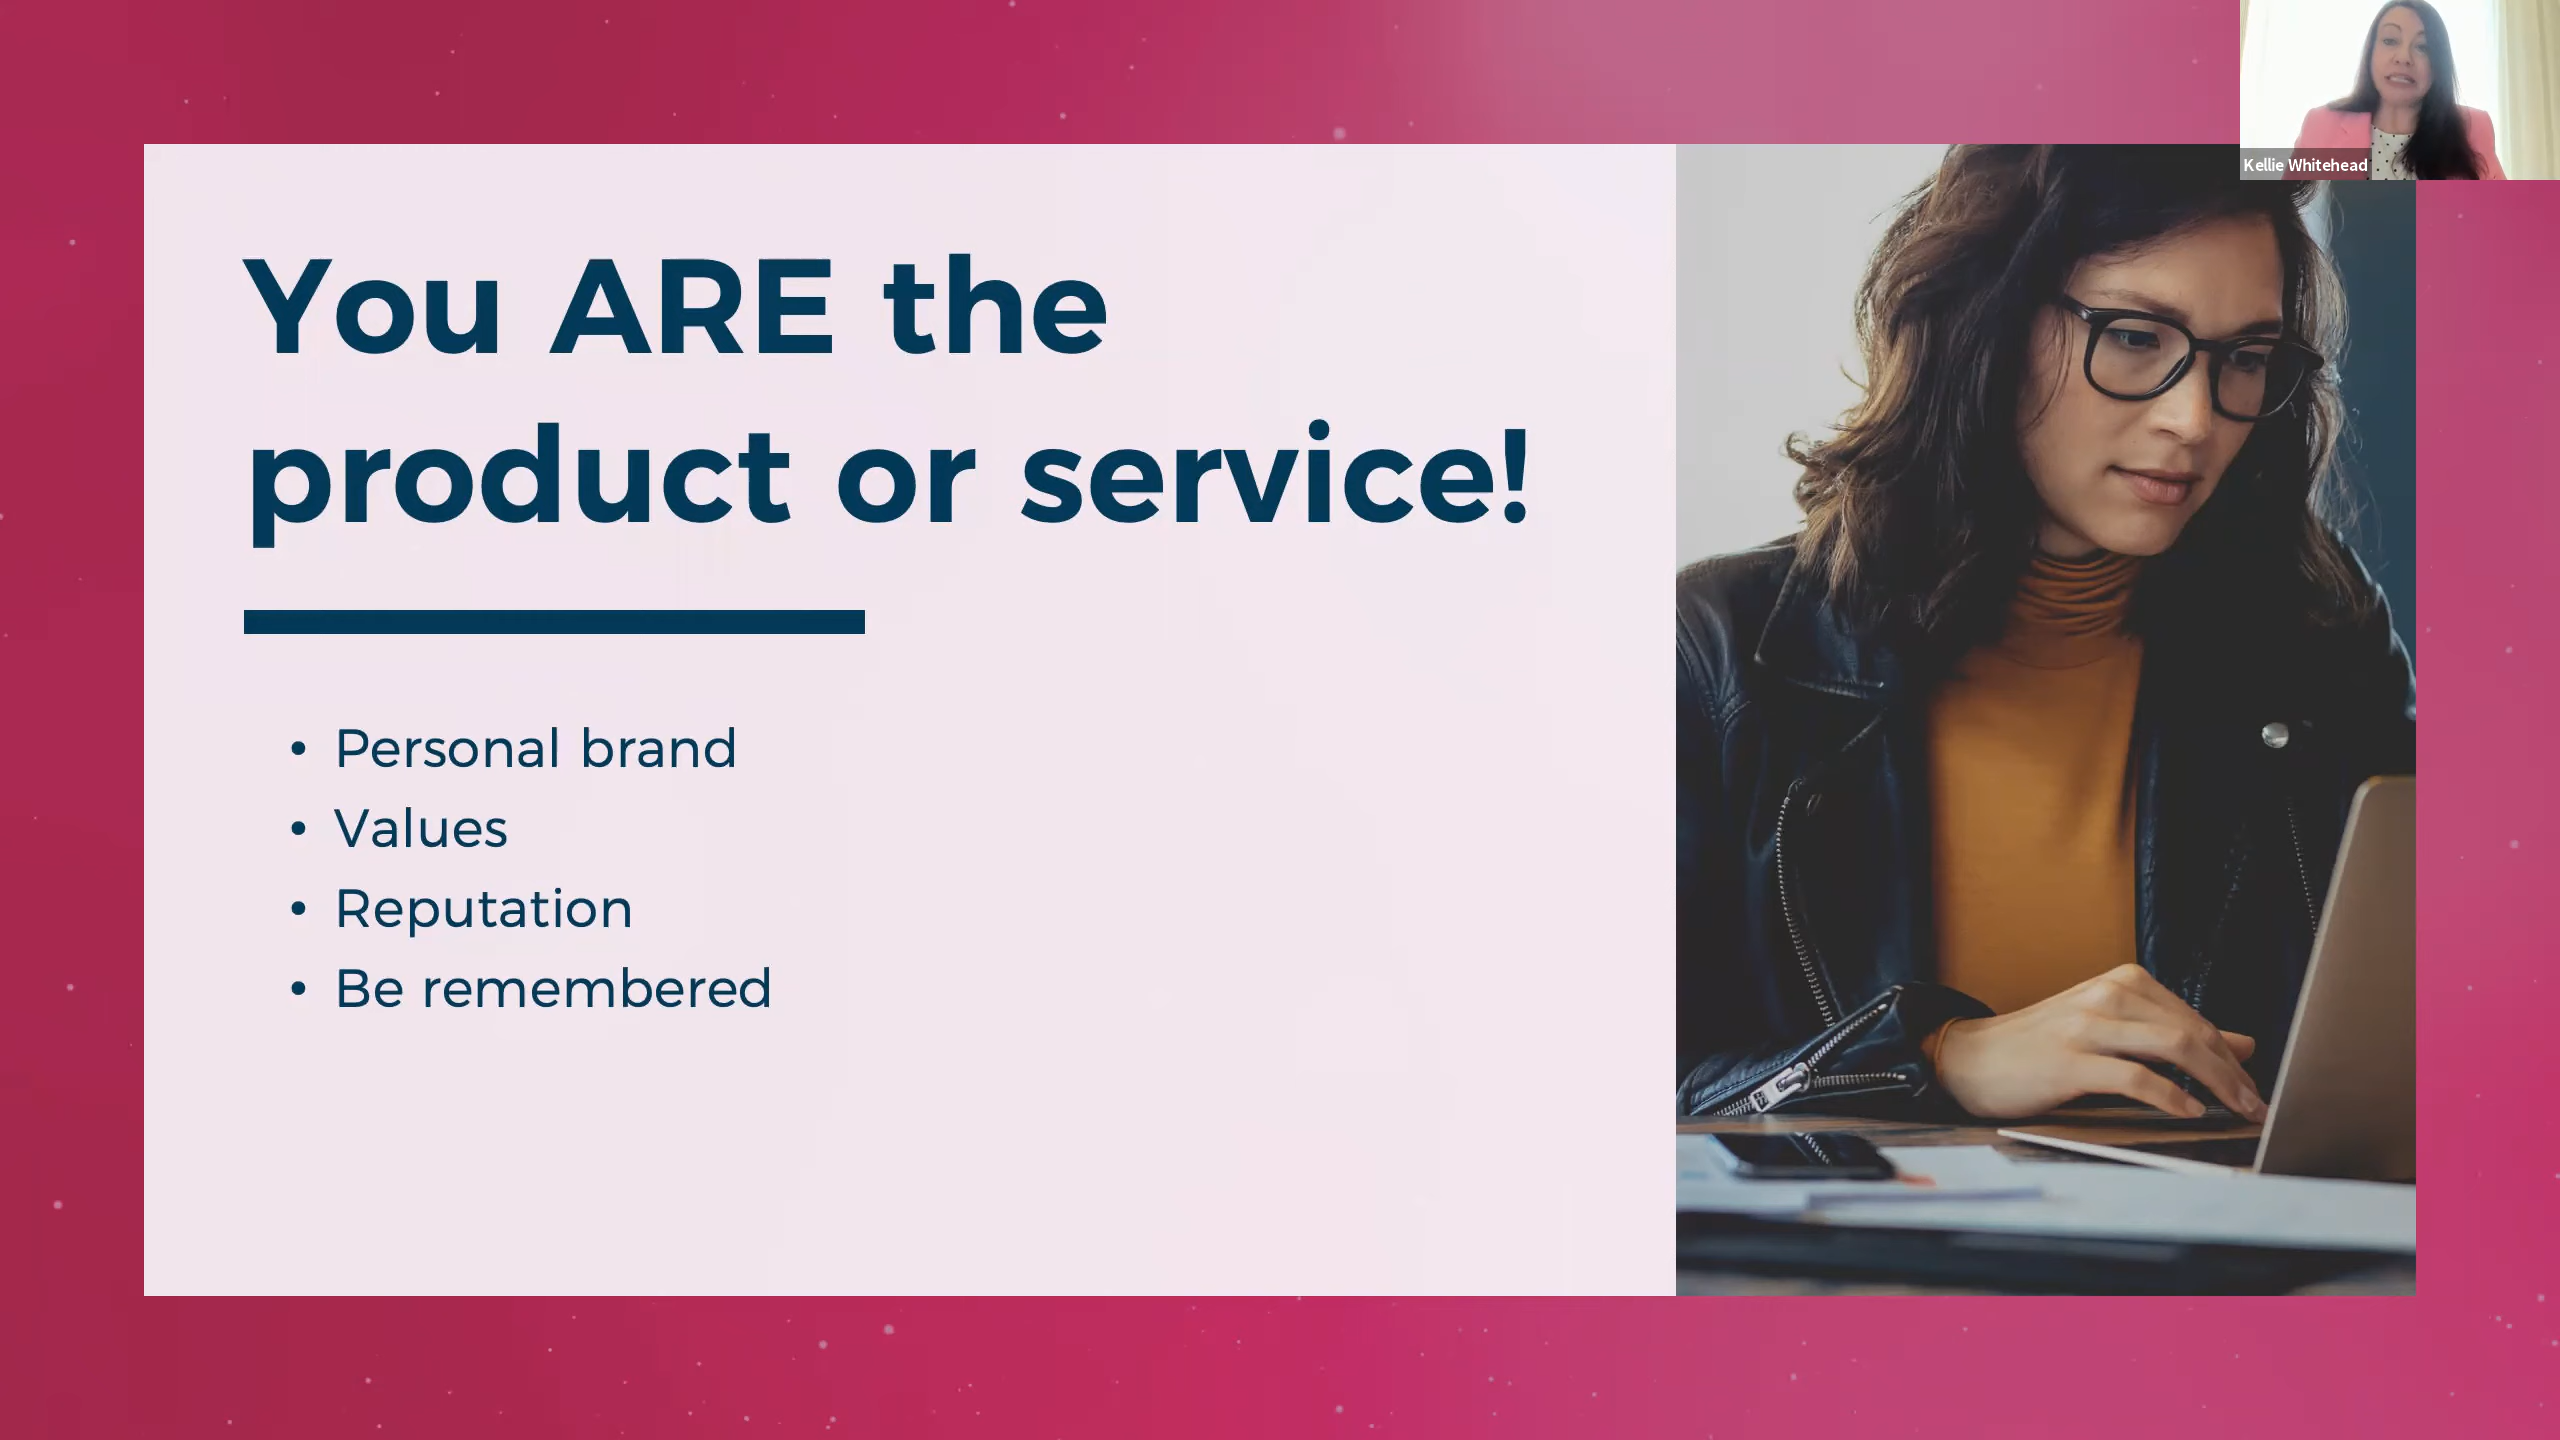 You ARE the
product or service!
• Personal brand
• Values
• Reputation
• Be remembered
Kellie Whitehead